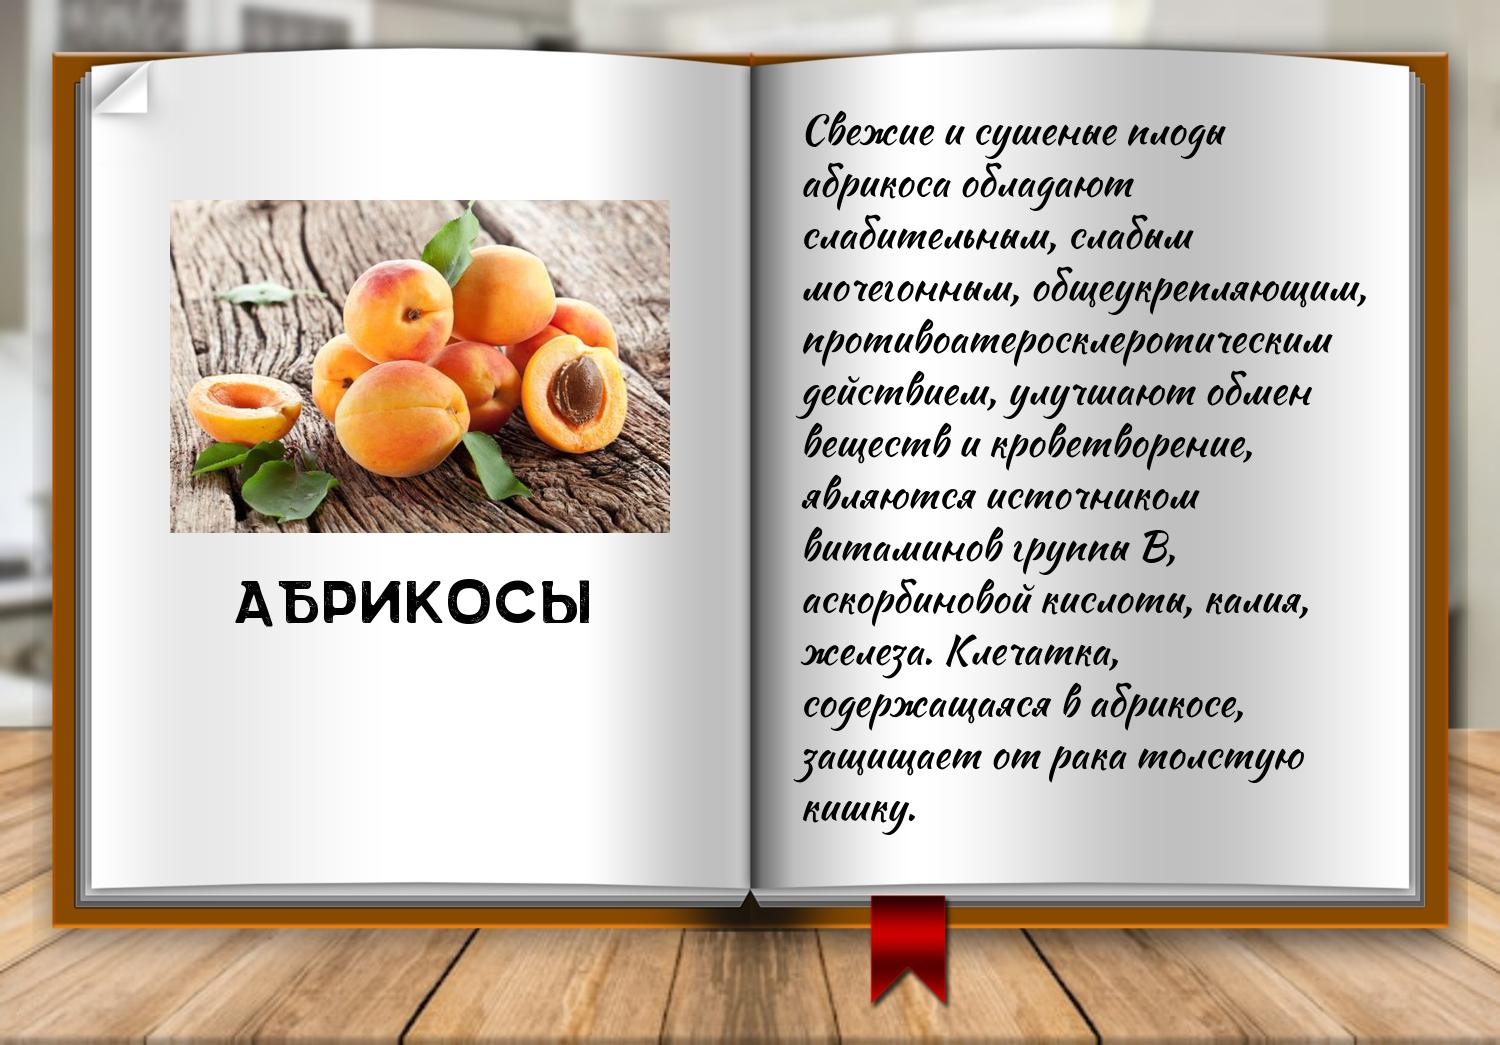 АБРИКОСЫ
Свежие и сушеные плоды
абрикоса обладают
слабительным, слабым
мочегонным, общеукрепляющим,
противоатеросклеротическим
действием, улучшают обмен
веществ и кроветворение,
являются источником
витаминов группы В,
аскорбиновой кислоты, калия,
железа. Клечатка,
содержащаяся в абрикосе,
защищает от рака толстую
кишку.